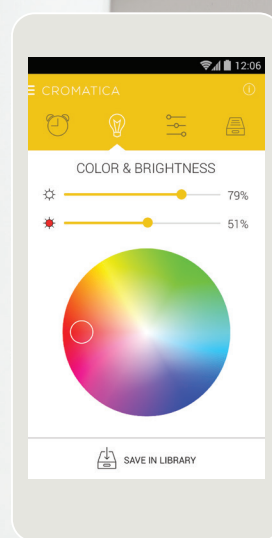 12:06
CROMATICA
COLOR & BRIGHTNESS
79%
51%
SAVE IN LIBRARY